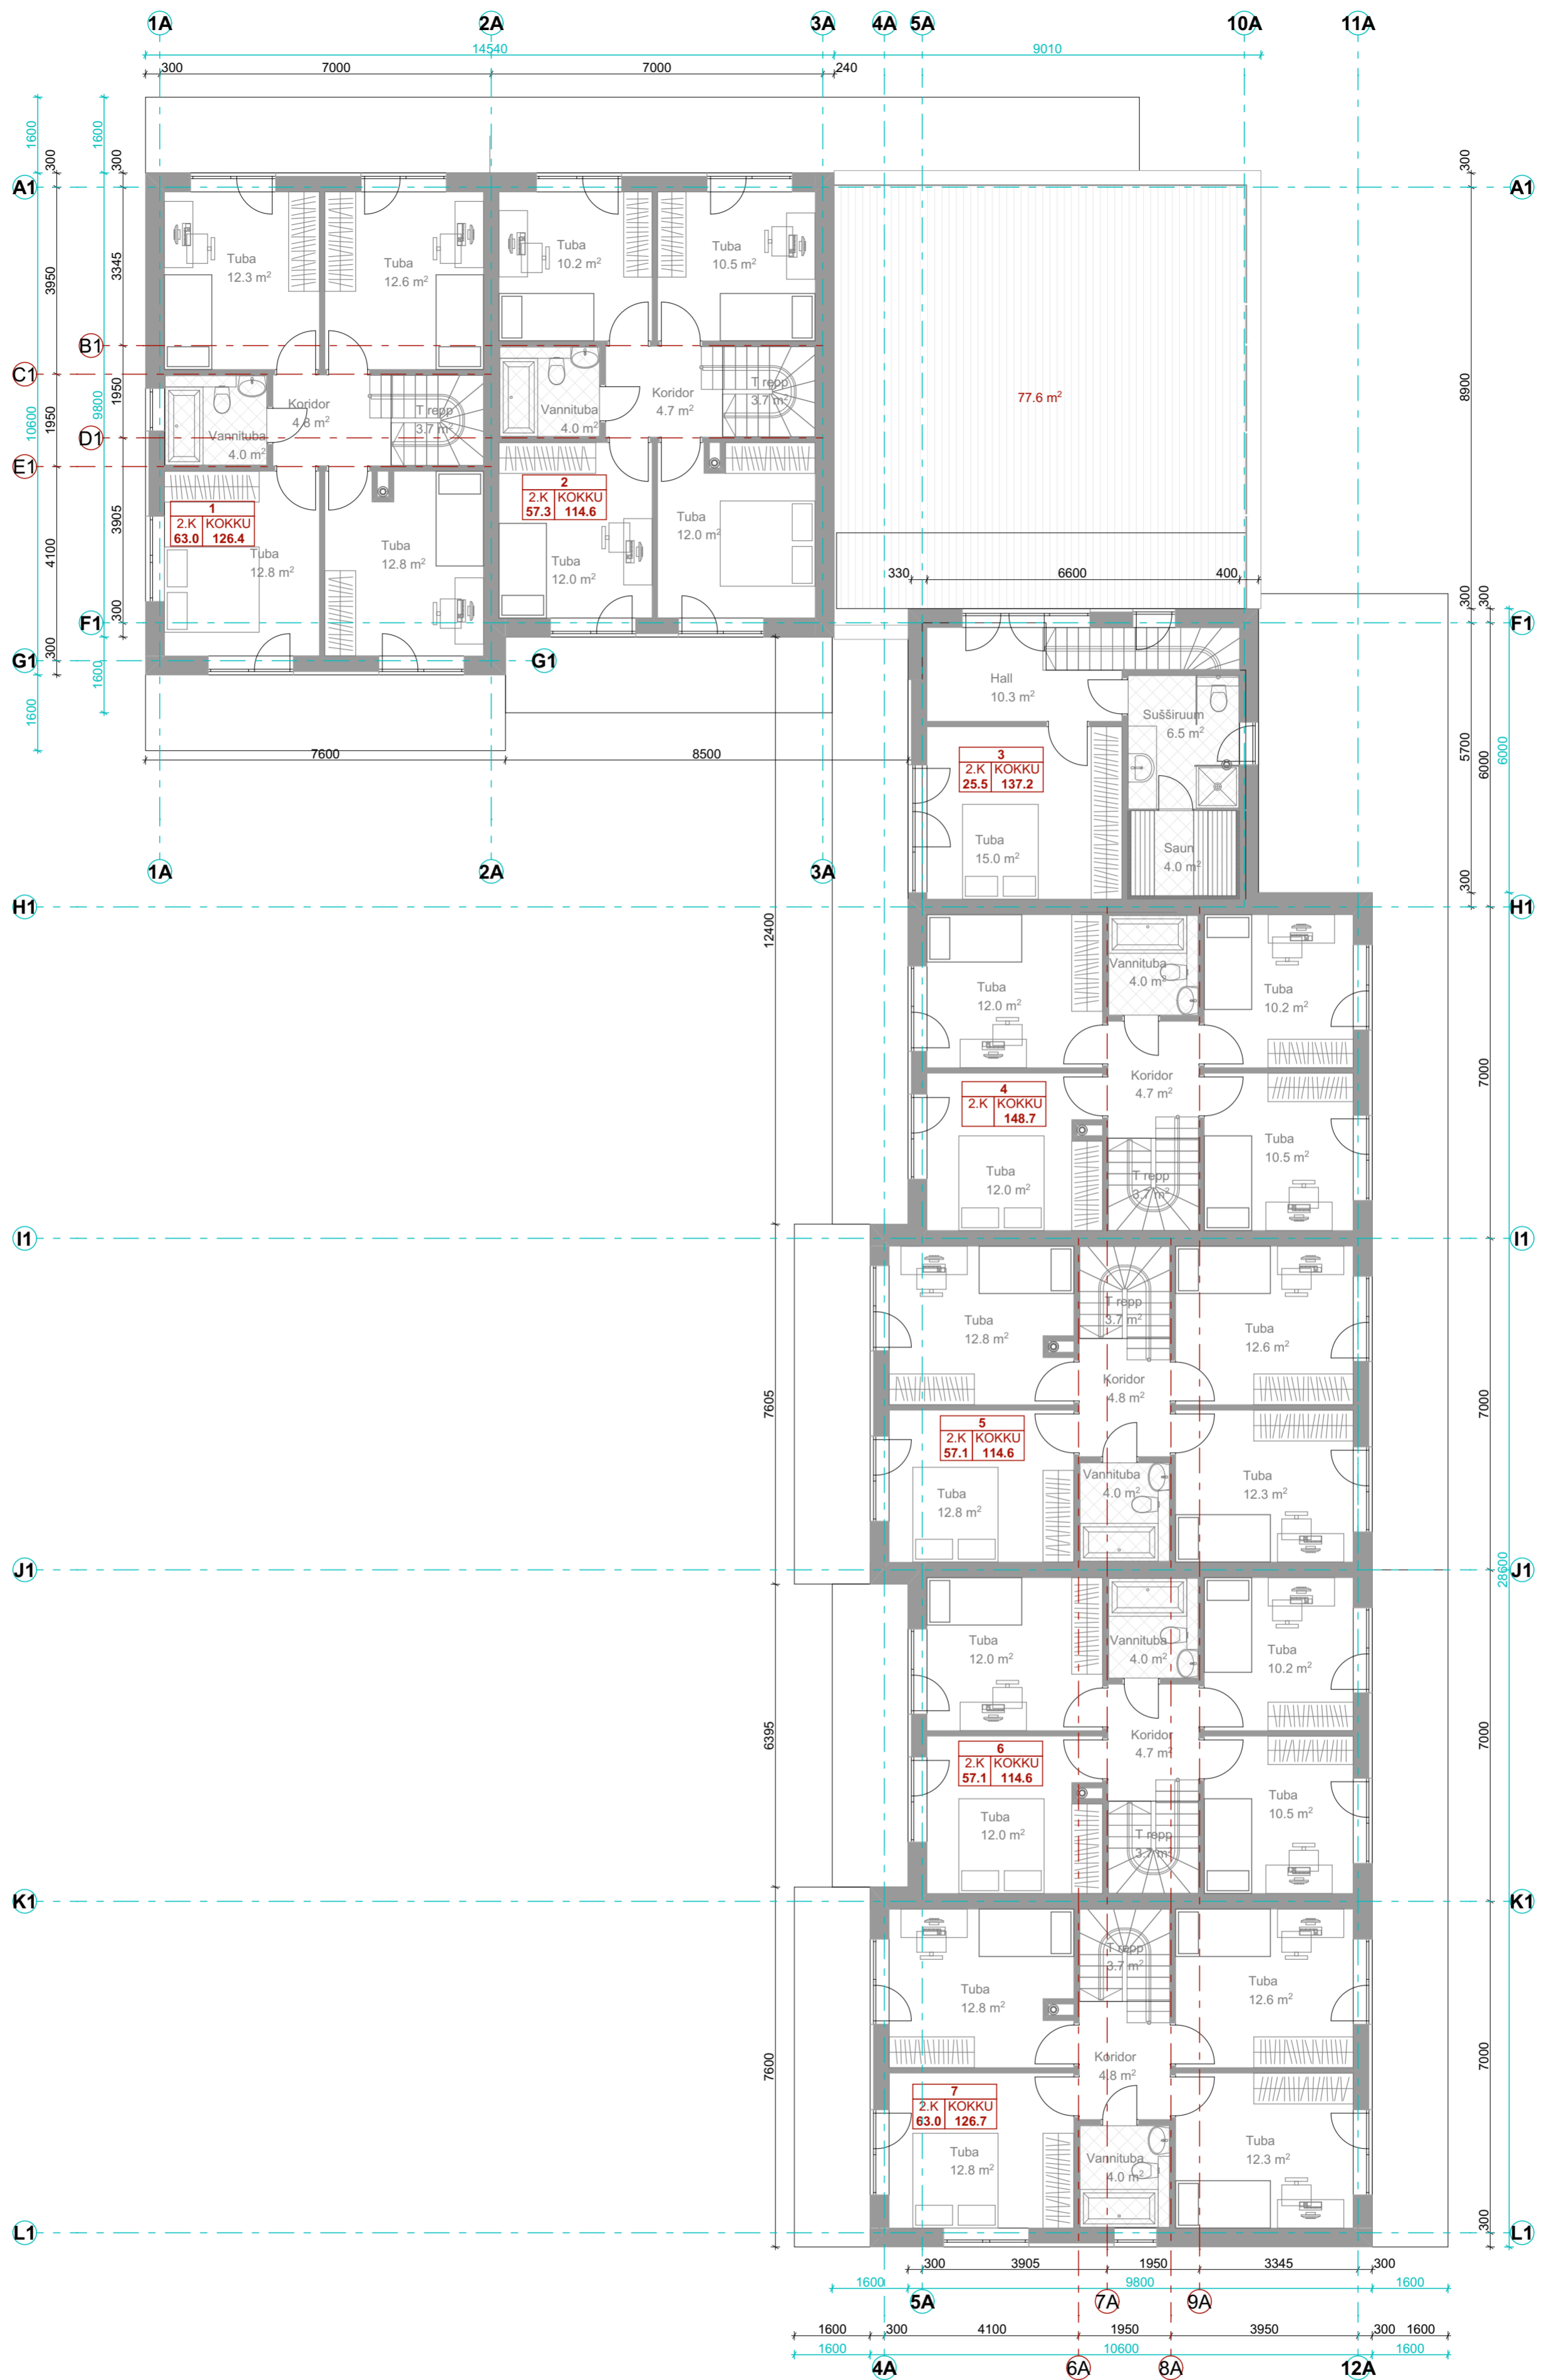 1A 2A 3A 4A 5A 10A 11A
14540 9010
300 7000 7000 240
1600 1600
300 300 300
A1 A1
3950 3345 8900
Tuba
12.3 m²
Tuba
12.6 m²
Tuba
10.2 m²
Tuba
10.5 m²
B1
C1
10600 9800 1950 1950
Koridor
4.8 m²
T repp
3.7 m²
Vannituba
4.0 m²
Koridor
4.7 m²
T repp
3.7 m²
Vannituba
4.0 m²
77.6 m²
D1
E1
4100 3905
1
2.K KOKKU
63.0 126.4
Tuba
12.8 m²
Tuba
12.8 m²
2
2.K KOKKU
57.3 114.6
Tuba
12.0 m²
Tuba
12.0 m²
330 6600 400
300 300 300
F1 F1
300
G1 G1
1600 1600
7600 8500
Hall
10.3 m²
Sušširuum
6.5 m²
5700 6000 6000
3
2.K KOKKU
25.5 137.2
Tuba
15.0 m²
Saun
4.0 m²
1A 2A 3A
300
H1 H1
12400
Tuba
12.0 m²
Vannituba
4.0 m²
Tuba
10.2 m²
Koridor
4.7 m²
7000
4
2.K KOKKU
148.7
Tuba
12.0 m²
T repp
3.7 m²
Tuba
10.5 m²
I1 I1
Tuba
12.8 m²
T repp
3.7 m²
Tuba
12.6 m²
Koridor
4.8 m²
7605 7000
5
2.K KOKKU
57.1 114.6
Tuba
12.8 m²
Vannituba
4.0 m²
Tuba
12.3 m²
J1 J1
28600
Tuba
12.0 m²
Vannituba
4.0 m²
Tuba
10.2 m²
Koridor
4.7 m²
6395 7000
6
2.K KOKKU
57.1 114.6
Tuba
12.0 m²
T repp
3.7 m²
Tuba
10.5 m²
K1 K1
Tuba
12.8 m²
T repp
3.7 m²
Tuba
12.6 m²
Koridor
4.8 m²
7600 7000
7
2.K KOKKU
63.0 126.7
Tuba
12.8 m²
Vannituba
4.0 m²
Tuba
12.3 m²
300
L1 L1
300 3905 1950 3345 300
1600 9800 1600
5A 7A 9A
1600 300 4100 1950 3950 300 1600
1600 10600 1600
4A 6A 8A 12A